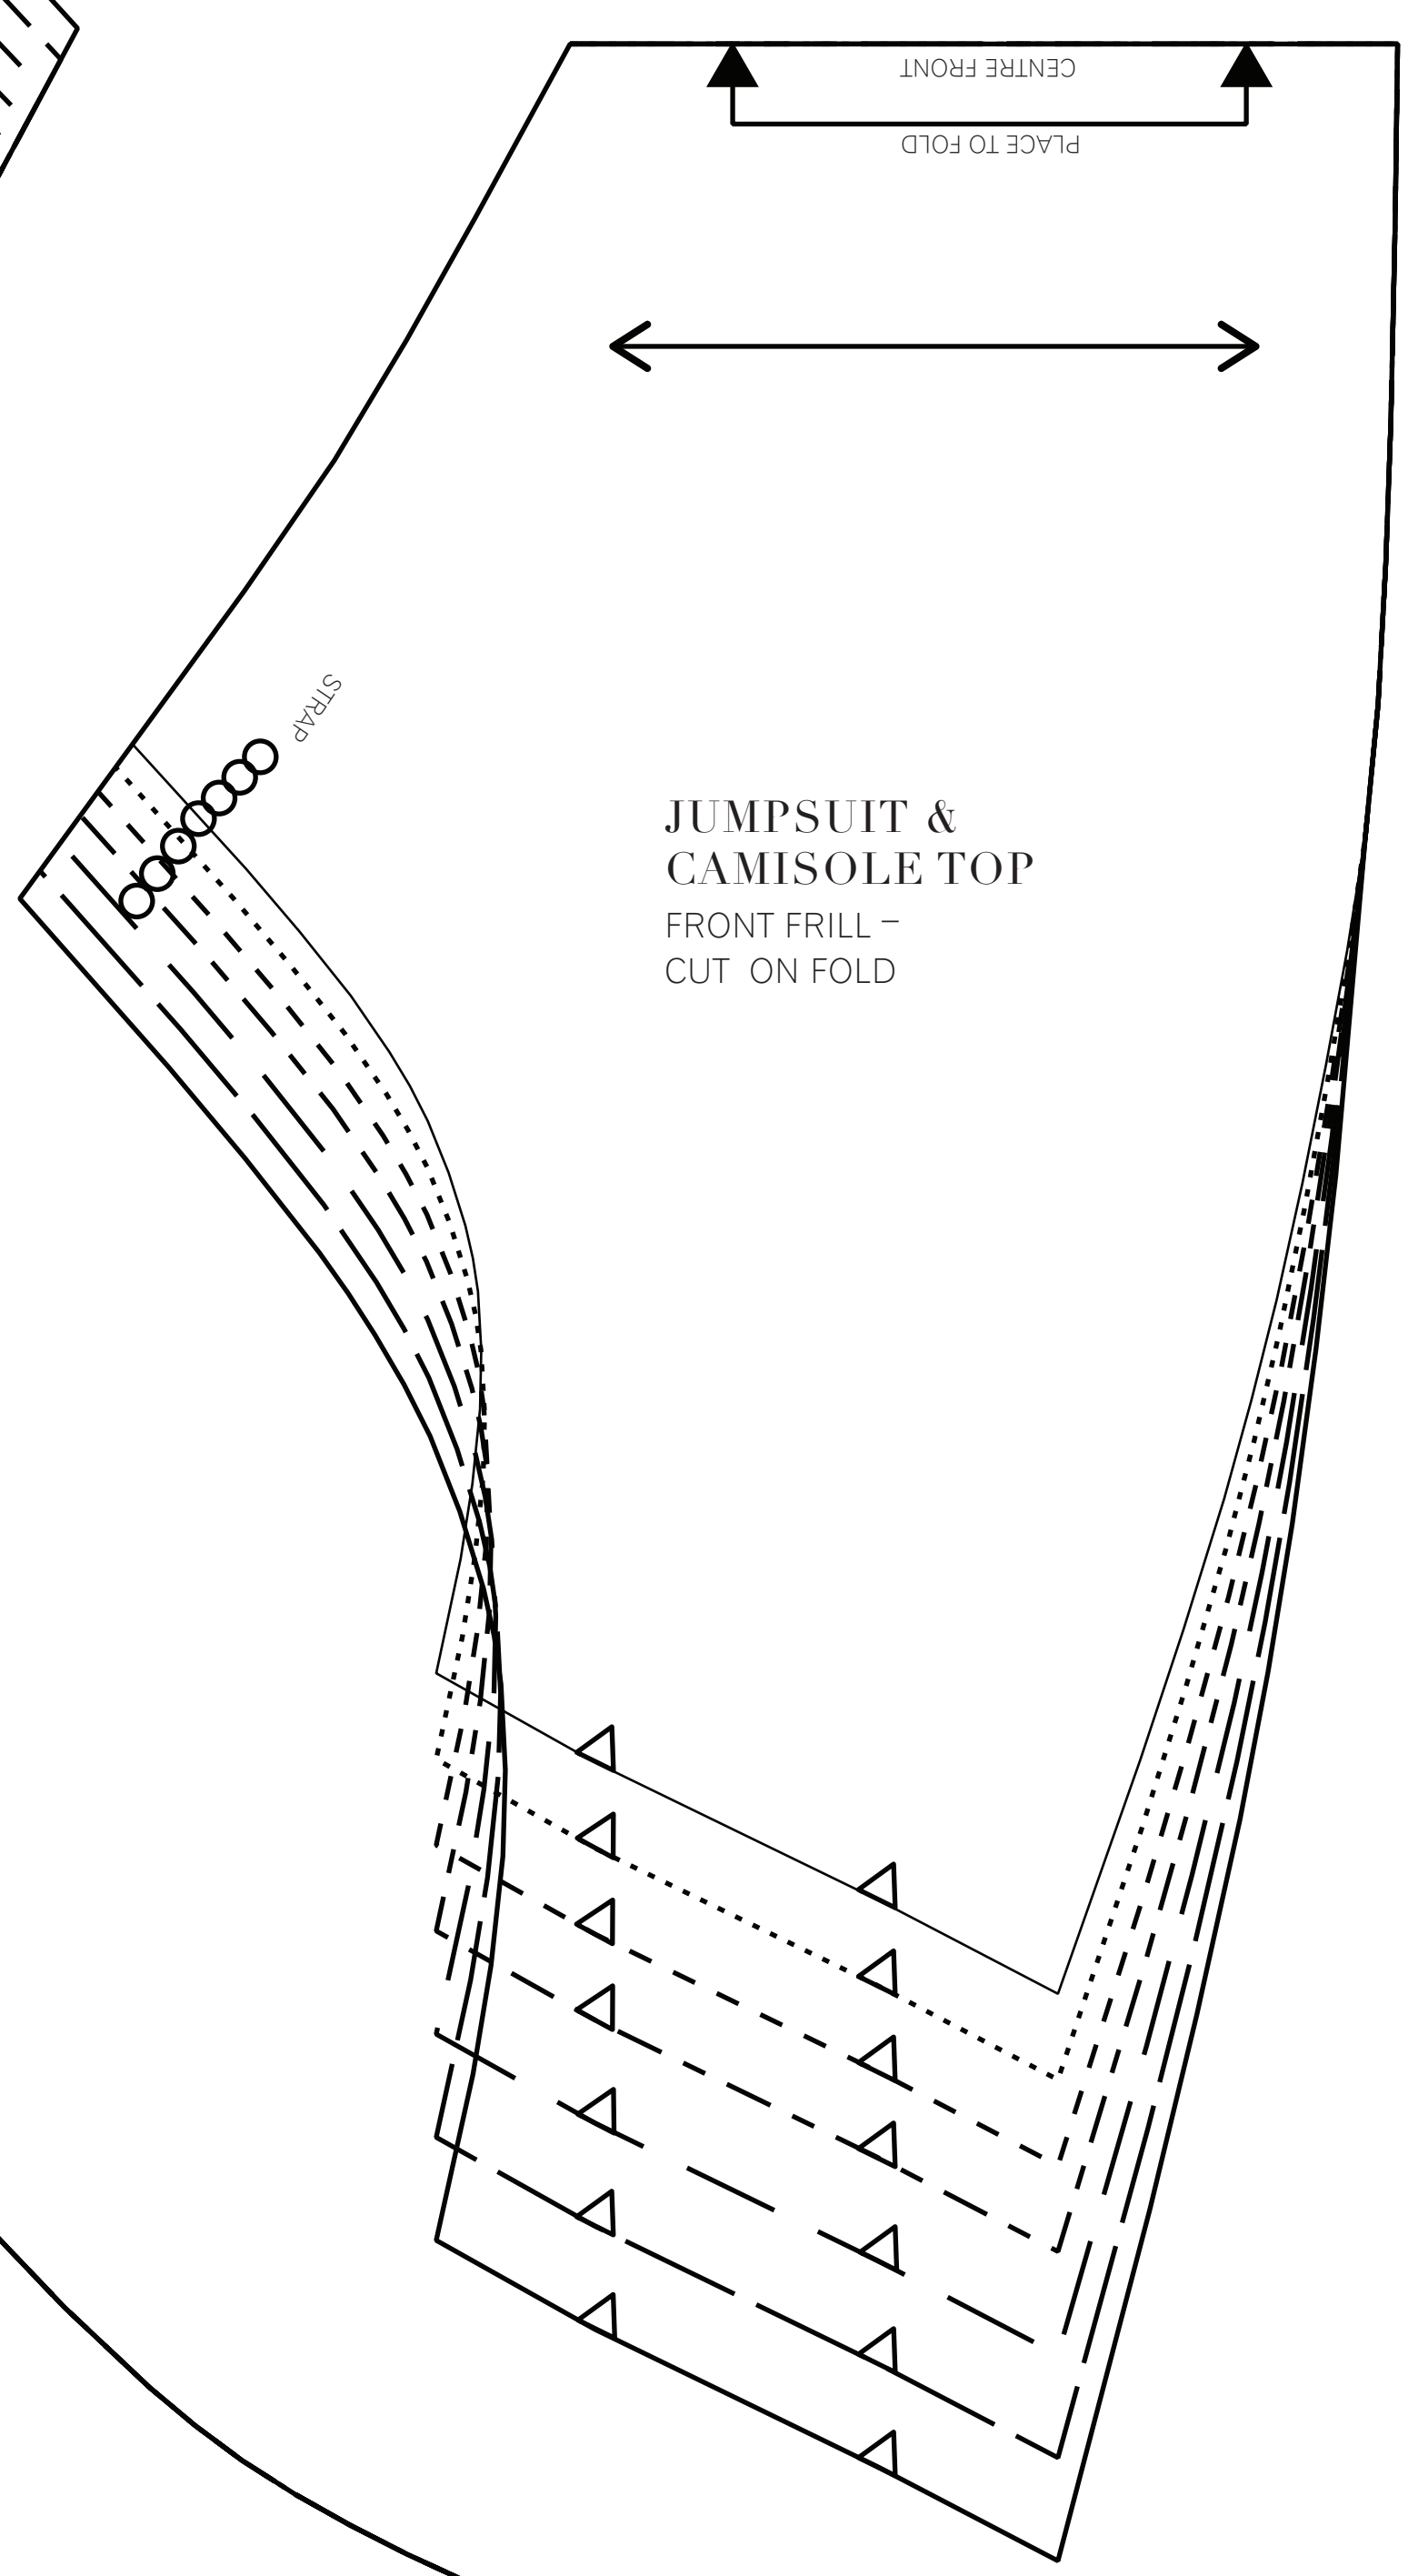 CENTRE FRONT
PLACE TO FOLD
STRAP
JUMPSUIT &
CAMISOLE TOP
FRONT FRILL –
CUT ON FOLD